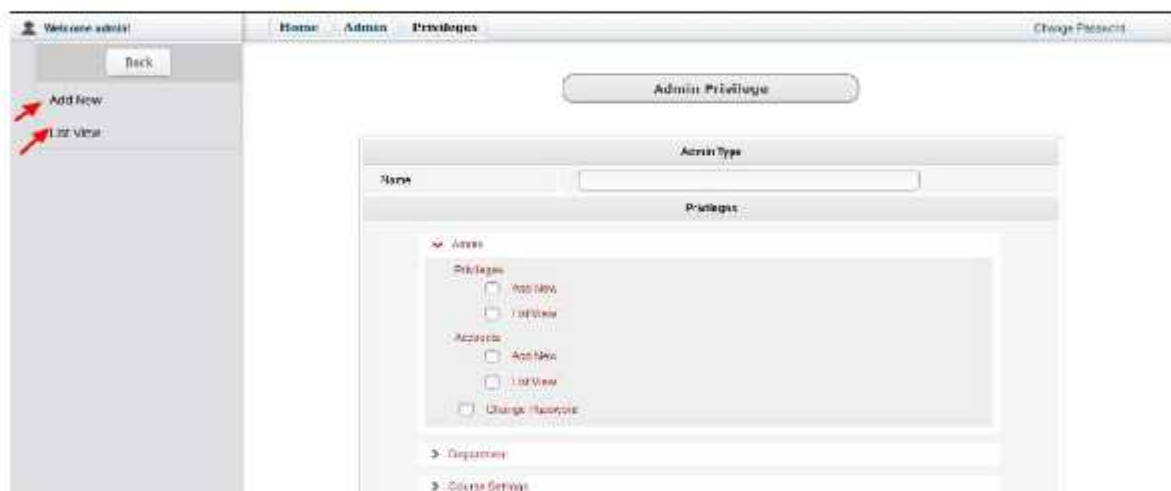 Welcome admin!
Home Admin Privileges
Change Password
Back
Add New
List View
Admin Privilege
Admin Type
Name
Privileges
Admin
Privileges
Add New
List View
Accounts
Add New
List View
Change Password
Department
Course Settings